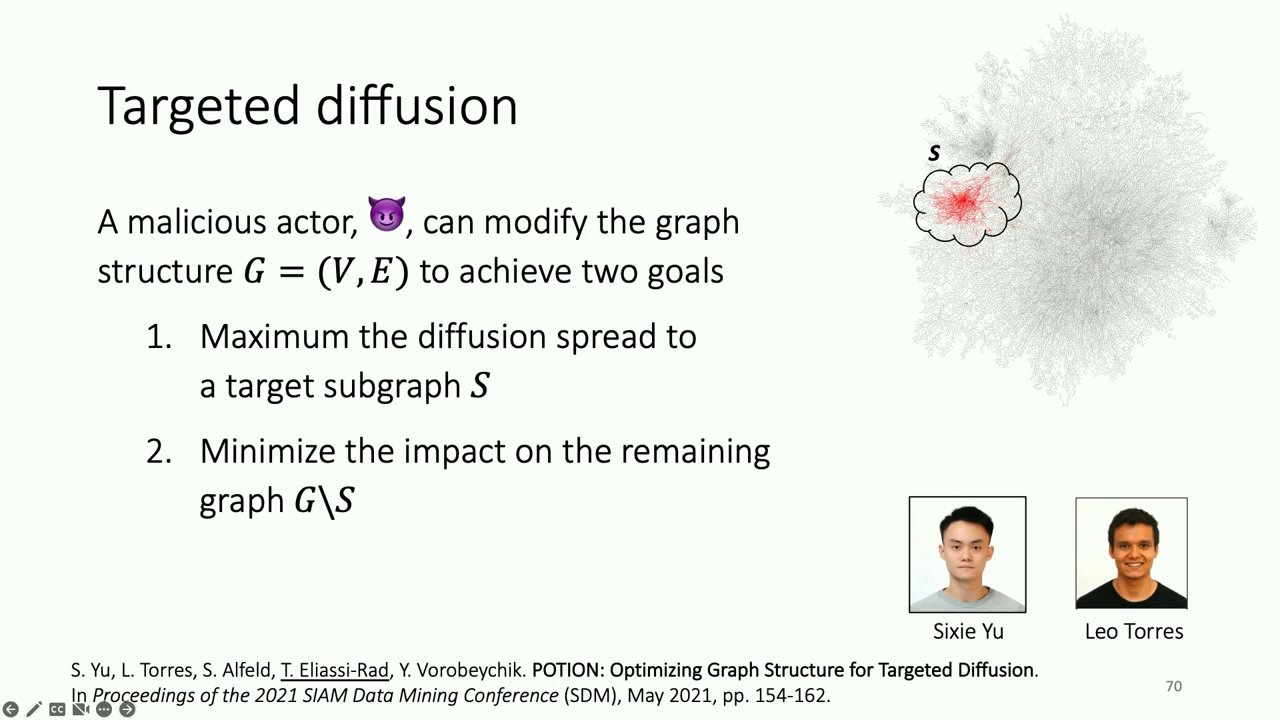 Targeted diffusion
S
A malicious actor, 😈, can modify the graph
structure G = (V, E) to achieve two goals
1. Maximum the diffusion spread to
a target subgraph S
2. Minimize the impact on the remaining
graph G\S
Sixie Yu
Leo Torres
S. Yu, L. Torres, S. Alfeld, T. Eliassi-Rad, Y. Vorobeychik. POTION: Optimizing Graph Structure for Targeted Diffusion.
In Proceedings of the 2021 SIAM Data Mining Conference (SDM), May 2021, pp. 154-162.
70
CC